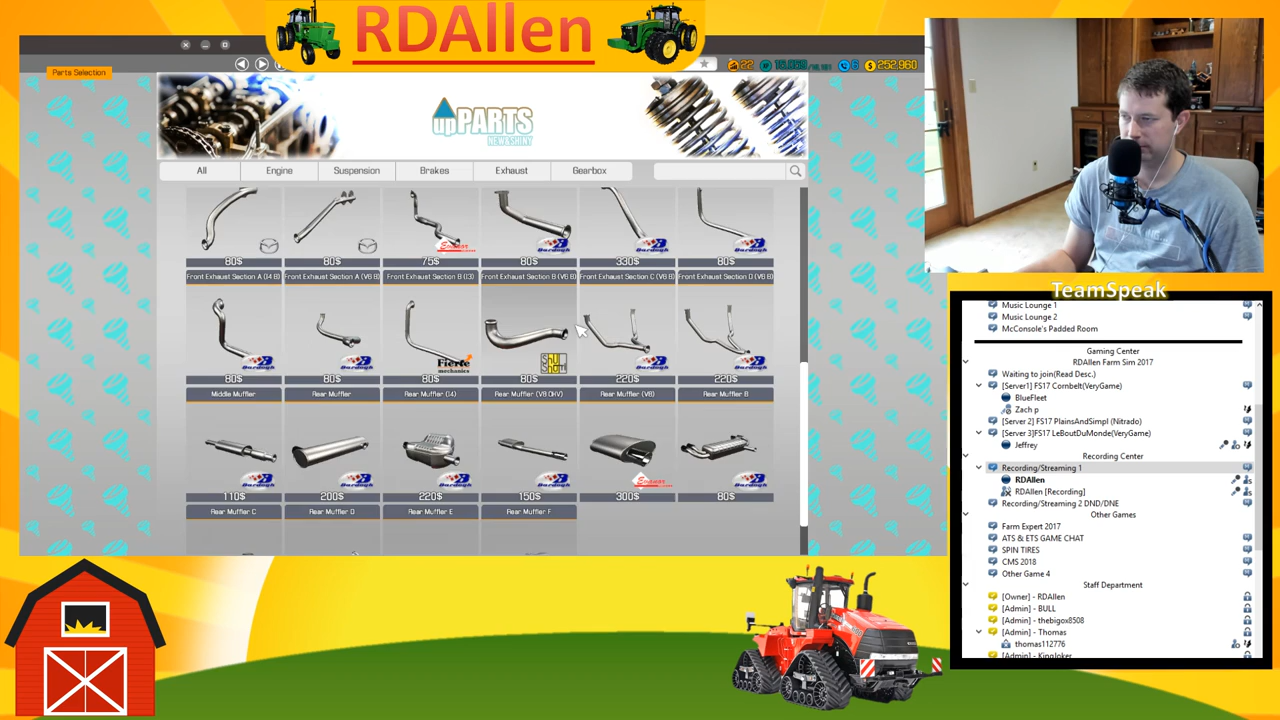 RDAllen
Parts Selection
22
6
252,960
upPARTS
NEW&SHINY
All Engine Suspension Brakes Exhaust Gearbox
80$ 80$ 75$ 80$ 330$ 80$
Front Exhaust Section A (I4 B) Front Exhaust Section A (V6 B) Front Exhaust Section B (I3) Front Exhaust Section B (V6 B) Front Exhaust Section C (V8 B) Front Exhaust Section D (V8 B)
Fierte
mechanics
80$ 80$ 80$ 80$ 220$ 220$
Middle Muffler Rear Muffler Rear Muffler (I4) Rear Muffler (V8 OHV) Rear Muffler (V8) Rear Muffler B
110$ 200$ 220$ 150$ 300$ 80$
Rear Muffler C Rear Muffler D Rear Muffler E Rear Muffler F
TeamSpeak
Music Lounge 1
Music Lounge 2
McConsole's Padded Room
Gaming Center
RDAllen Farm Sim 2017
Waiting to join(Read Desc.)
[Server1] FS17 Cornbelt(VeryGame)
BlueFleet
Zach p
[Server 2] FS17 PlainsAndSimpl (Nitrado)
[Server 3]FS17 LeBoutDuMonde(VeryGame)
Jeffrey
Recording Center
Recording/Streaming 1
RDAllen
RDAllen [Recording]
Recording/Streaming 2 DND/DNE
Other Games
Farm Expert 2017
ATS & ETS GAME CHAT
SPIN TIRES
CMS 2018
Other Game 4
Staff Department
[Owner] - RDAllen
[Admin] - BULL
[Admin] - thebigox8508
[Admin] - Thomas
thomas112776
[Admin] - KingJoker